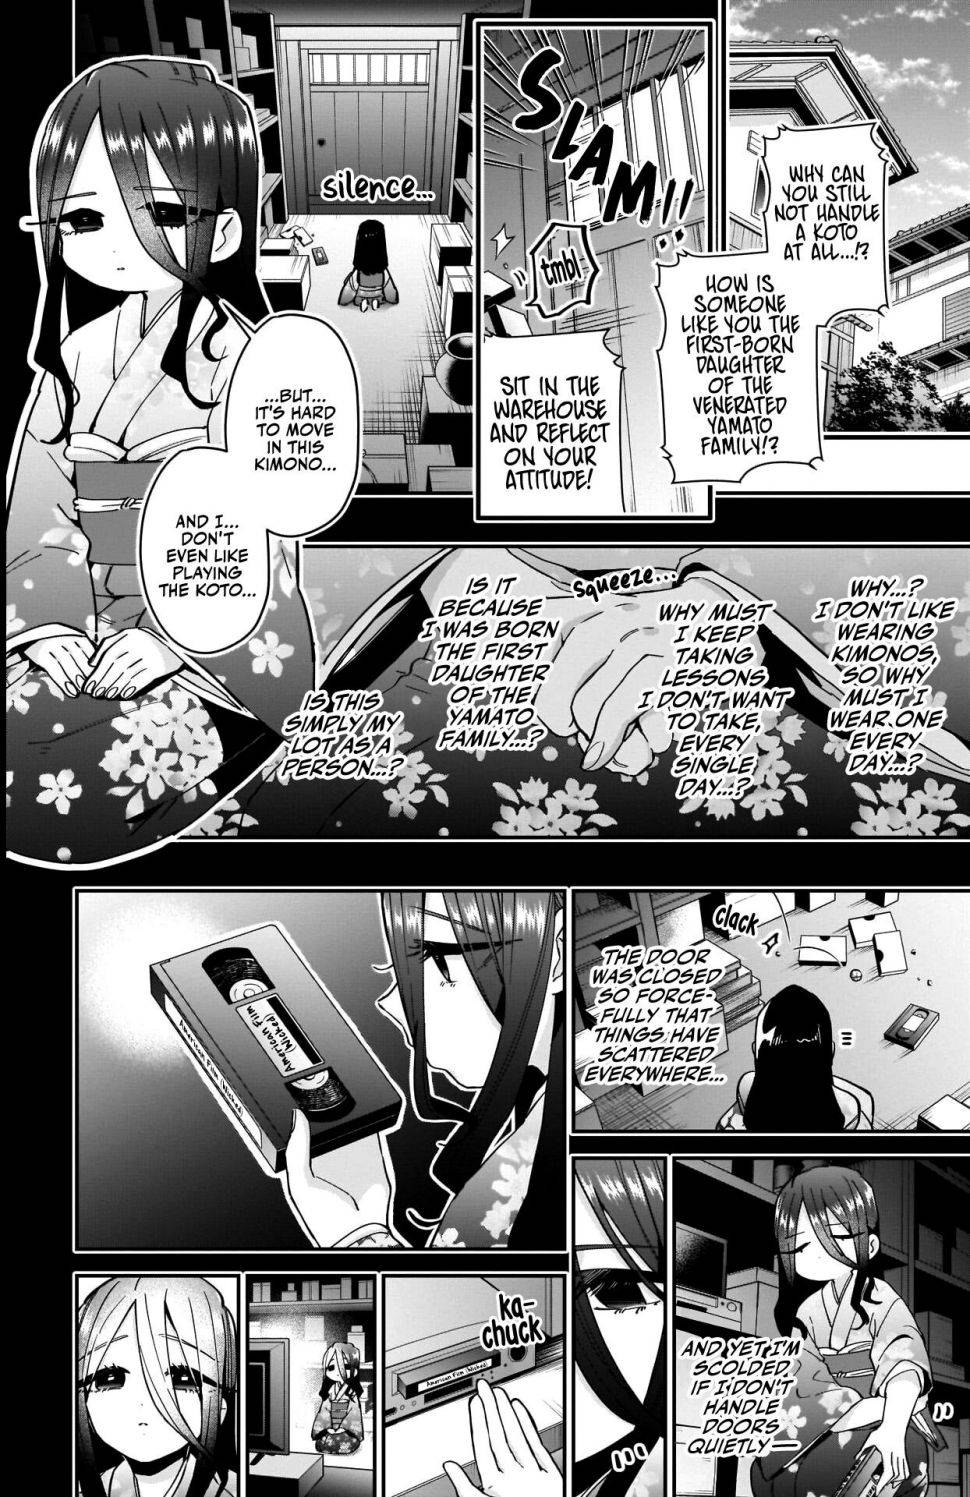 WHY CAN
YOU STILL
NOT HANDLE
A KOTO
AT ALL...!?
HOW IS
SOMEONE
LIKE YOU THE
FIRST-BORN
DAUGHTER
OF THE
VENERATED
YAMATO
FAMILY!?
SLAM!!
tmbl
SIT IN THE
WAREHOUSE
AND REFLECT
ON YOUR
ATTITUDE!
silence...
...BUT...
IT'S HARD
TO MOVE
IN THIS
KIMONO...
AND I...
DON'T
EVEN LIKE
PLAYING
THE KOTO...
WHY...?
I DON'T LIKE
WEARING
KIMONOS,
SO WHY
MUST I
WEAR ONE
EVERY
DAY...?
WHY MUST
I KEEP
TAKING
LESSONS
I DON'T WANT
TO TAKE,
EVERY
SINGLE
DAY...?
squeeze...
IS IT
BECAUSE
I WAS BORN
THE FIRST
DAUGHTER
OF THE
YAMATO
FAMILY...?
IS THIS
SIMPLY MY
LOT AS A
PERSON...?
clack
THE DOOR
WAS CLOSED
SO FORCE-
FULLY THAT
THINGS HAVE
SCATTERED
EVERYWHERE...
American Film
(Wicked)
American Film (Wicked)
AND YET I'M
SCOLDED
IF I DON'T
HANDLE
DOORS
QUIETLY—
ka-
chuck
American Film (Wicked)